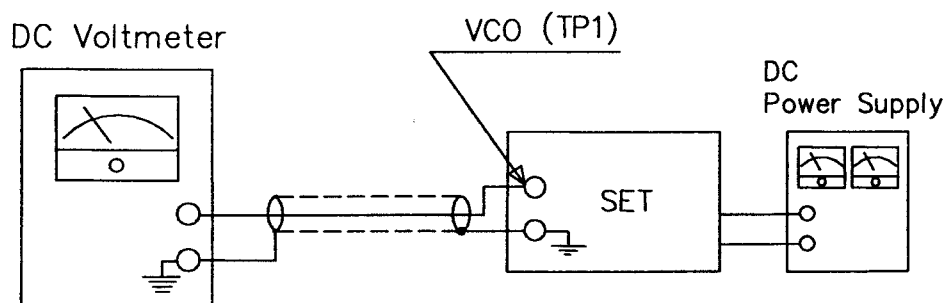 VCO (TP1)
DC Voltmeter
DC
Power Supply
SET